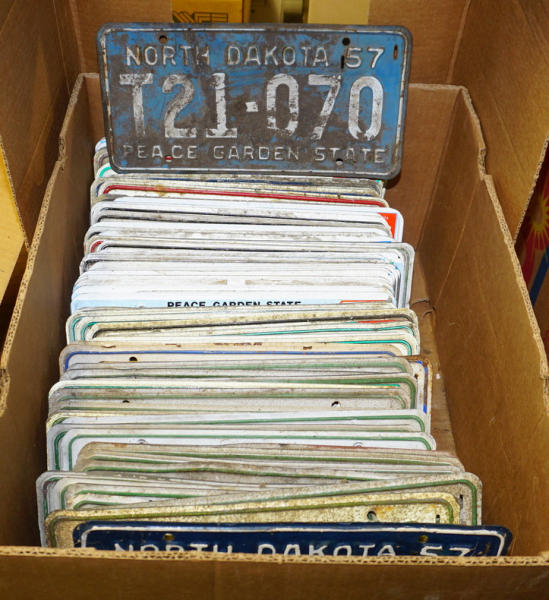 NORTH DAKOTA 57
T21-070
PEACE GARDEN STATE
PEACE GARDEN STATE
NORTH DAKOTA 57